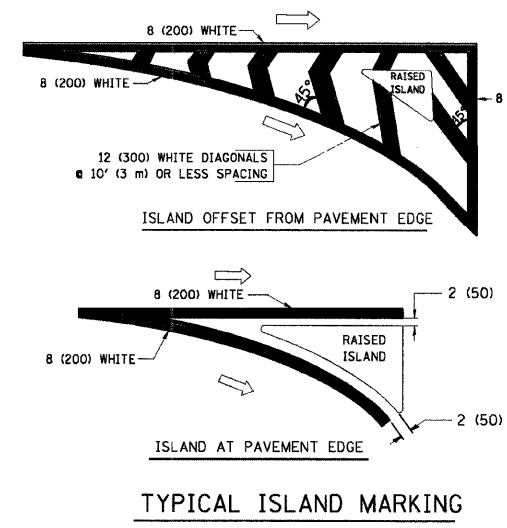 8 (200) WHITE
8 (200) WHITE
RAISED
ISLAND
45°
45°
8
12 (300) WHITE DIAGONALS
@ 10' (3 m) OR LESS SPACING
ISLAND OFFSET FROM PAVEMENT EDGE
8 (200) WHITE
2 (50)
RAISED
ISLAND
8 (200) WHITE
2 (50)
ISLAND AT PAVEMENT EDGE
TYPICAL ISLAND MARKING